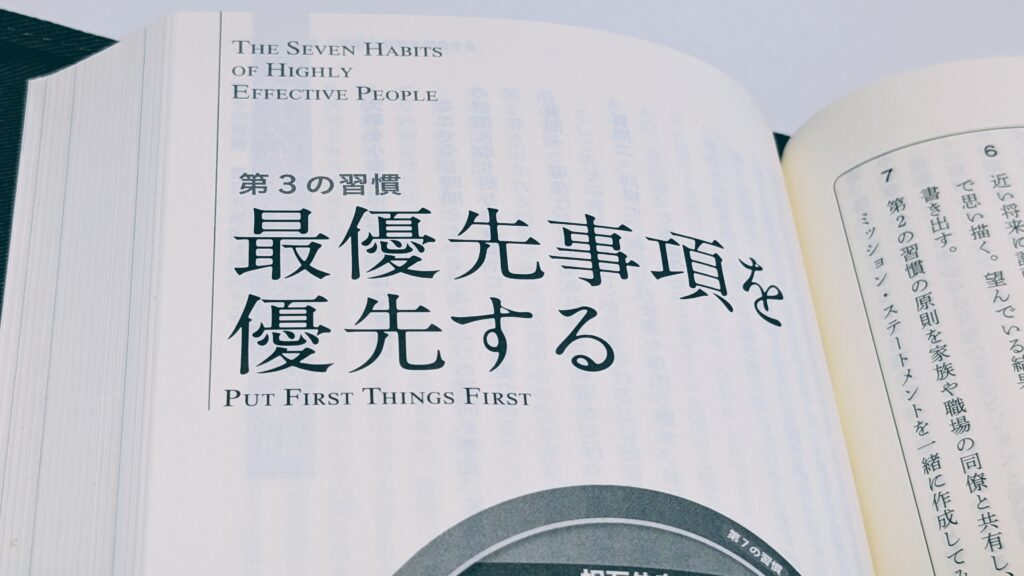 THE SEVEN HABITS
OF HIGHLY
EFFECTIVE PEOPLE
第3の習慣
最優先事項を
優先する
PUT FIRST THINGS FIRST
第7の習慣
6
近い将来に
で思い描く。望んでいる結果
7
第2の習慣の原則を家族や職場の同僚と共有し、
ミッション・ステートメントを一緒に作成してみ
書き出す。